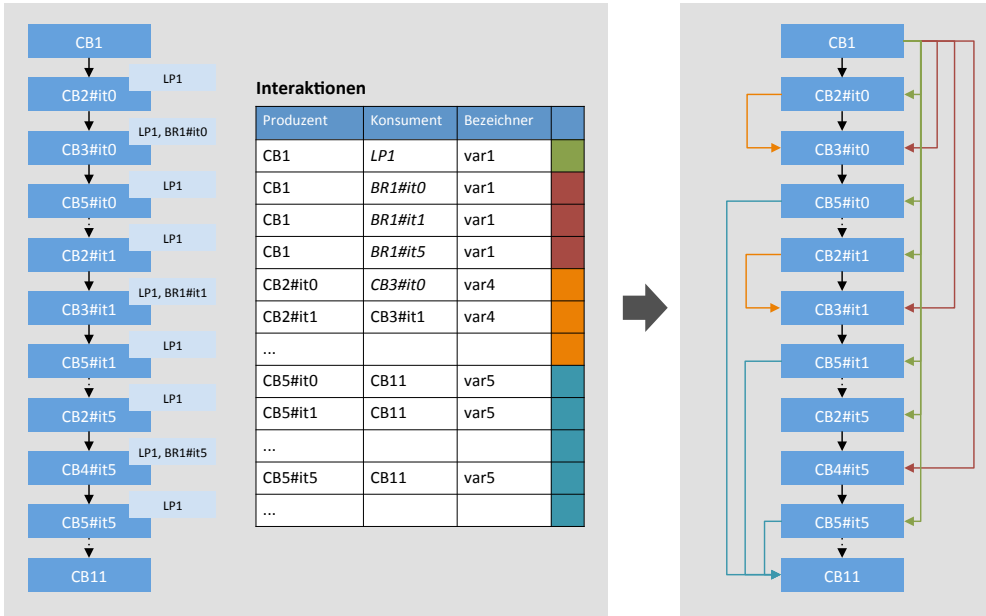 CB1
LP1
CB2#it0
LP1, BR1#it0
CB3#it0
LP1
CB5#it0
LP1
CB2#it1
LP1, BR1#it1
CB3#it1
LP1
CB5#it1
LP1
CB2#it5
LP1, BR1#it5
CB4#it5
LP1
CB5#it5
CB11
Interaktionen
Produzent Konsument Bezeichner
CB1 LP1 var1
CB1 BR1#it0 var1
CB1 BR1#it1 var1
CB1 BR1#it5 var1
CB2#it0 CB3#it0 var4
CB2#it1 CB3#it1 var4
...
CB5#it0 CB11 var5
CB5#it1 CB11 var5
...
CB5#it5 CB11 var5
...
CB1
CB2#it0
CB3#it0
CB5#it0
CB2#it1
CB3#it1
CB5#it1
CB2#it5
CB4#it5
CB5#it5
CB11